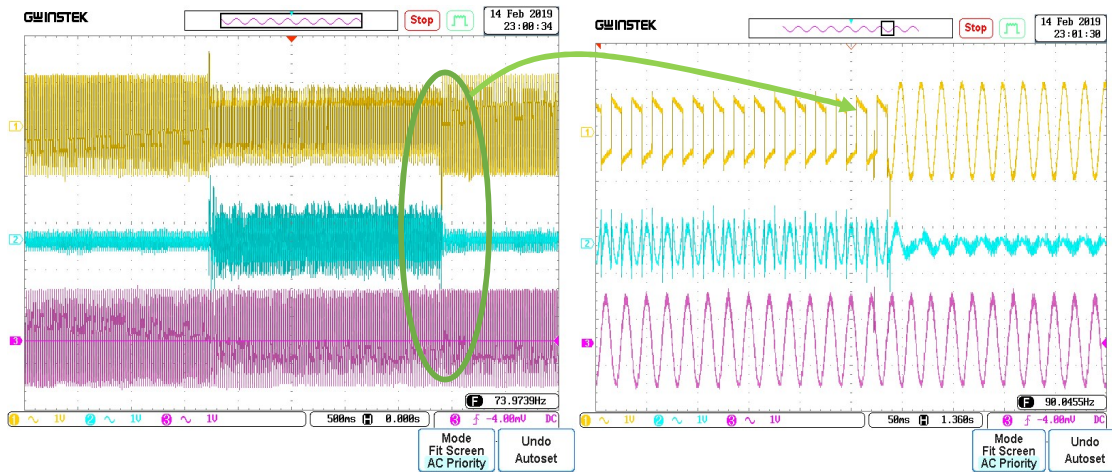 GWINSTEK
Stop
14 Feb 2019
23:00:34
1
2
3
F 73.9739Hz
1 ∿ 1V 2 ∿ 1V 3 ∿ 1V
500ms H 0.000s
3 ƒ -4.00mV DC
Mode
Fit Screen
AC Priority
Undo
Autoset
GWINSTEK
Stop
14 Feb 2019
23:01:30
1
2
3
F 90.0455Hz
1 ∿ 1V 2 ∿ 1V 3 ∿ 1V
50ms H 1.360s
3 ƒ -4.00mV DC
Mode
Fit Screen
AC Priority
Undo
Autoset